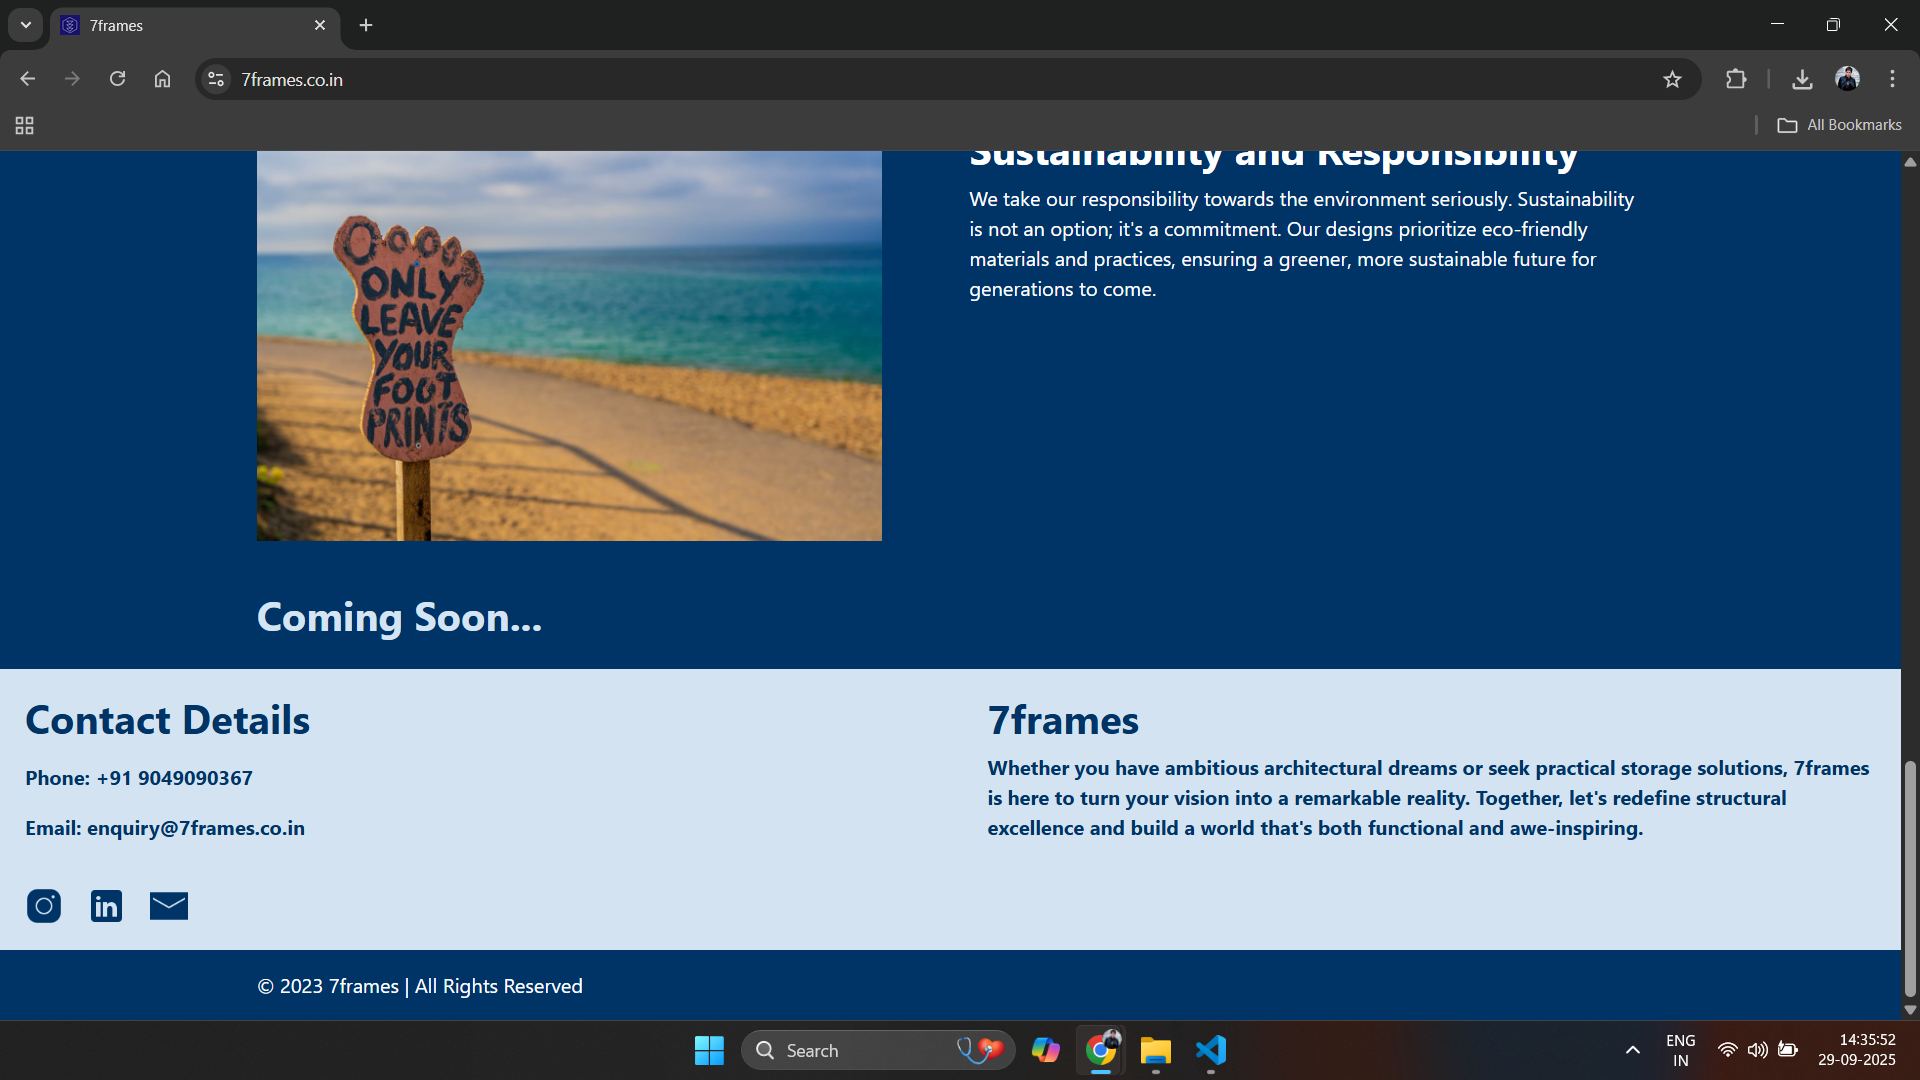 7frames
7frames.co.in
All Bookmarks
Sustainability and Responsibility
We take our responsibility towards the environment seriously. Sustainability
is not an option; it's a commitment. Our designs prioritize eco-friendly
materials and practices, ensuring a greener, more sustainable future for
generations to come.
ONLY
LEAVE
YOUR
FOOT
PRINTS
Coming Soon...
Contact Details
Phone: +91 9049090367
Email: enquiry@7frames.co.in
in
7frames
Whether you have ambitious architectural dreams or seek practical storage solutions, 7frames
is here to turn your vision into a remarkable reality. Together, let's redefine structural
excellence and build a world that's both functional and awe-inspiring.
© 2023 7frames | All Rights Reserved
Search
ENG
IN
14:35:52
29-09-2025